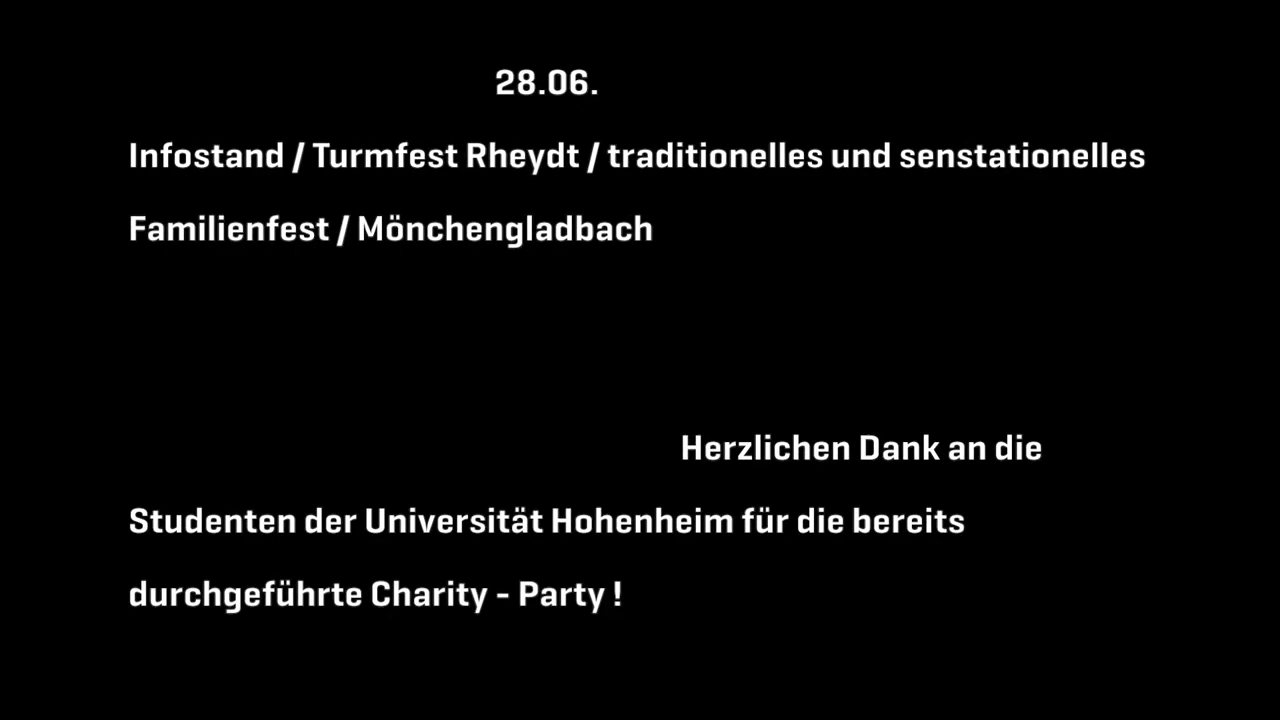 28.06.
Infostand / Turmfest Rheydt / traditionelles und senstationelles
Familienfest / Mönchengladbach
Herzlichen Dank an die
Studenten der Universität Hohenheim für die bereits
durchgeführte Charity - Party !